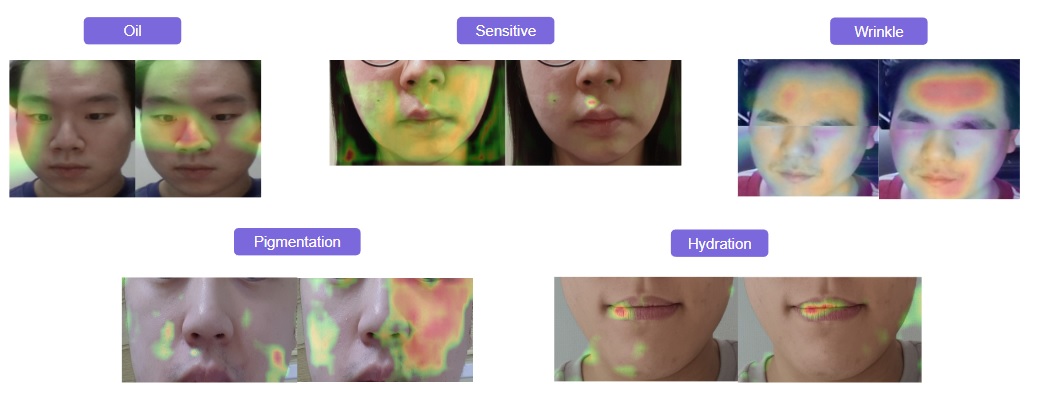 Oil
Sensitive
Wrinkle
Pigmentation
Hydration